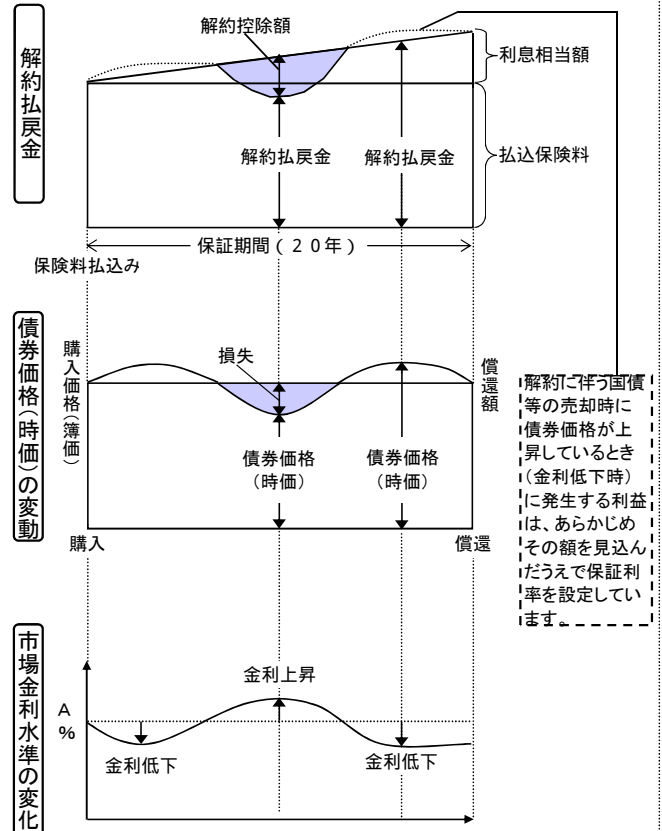 解約払戻金
解約控除額
利息相当額
解約払戻金
解約払戻金
払込保険料
保証期間(20年)
保険料払込み
債券価格(時価)の変動
購入価格(簿価)
損失
償還額
債券価格
(時価)
債券価格
(時価)
購入
償還
解約に伴う国債
等の売却時に
債券価格が上
昇しているとき
(金利低下時)
に発生する利益
は、あらかじめ
その額を見込ん
だうえで保証利
率を設定してい
ます。
市場金利水準の変化
A
%
金利上昇
金利低下
金利低下